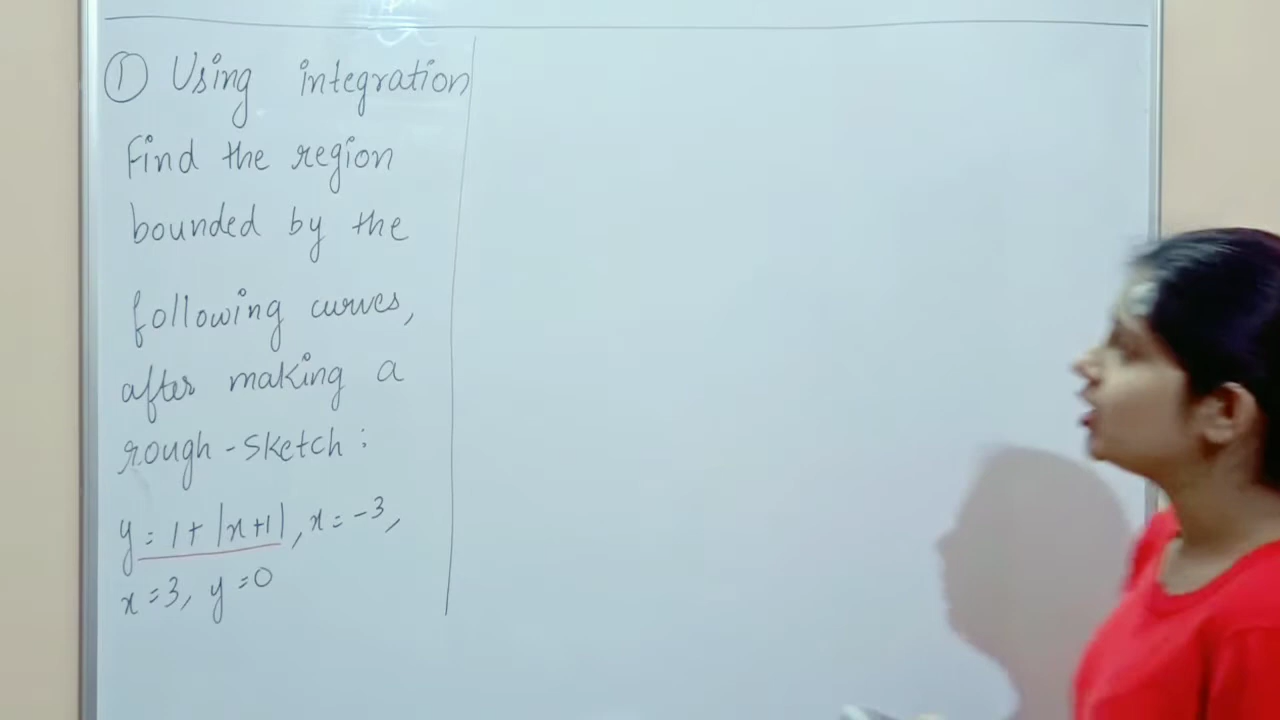 ① Using integration
Find the region
bounded by the
following curves,
after making a
rough-sketch:
y = 1 + |x+1|, x = -3,
x = 3, y = 0